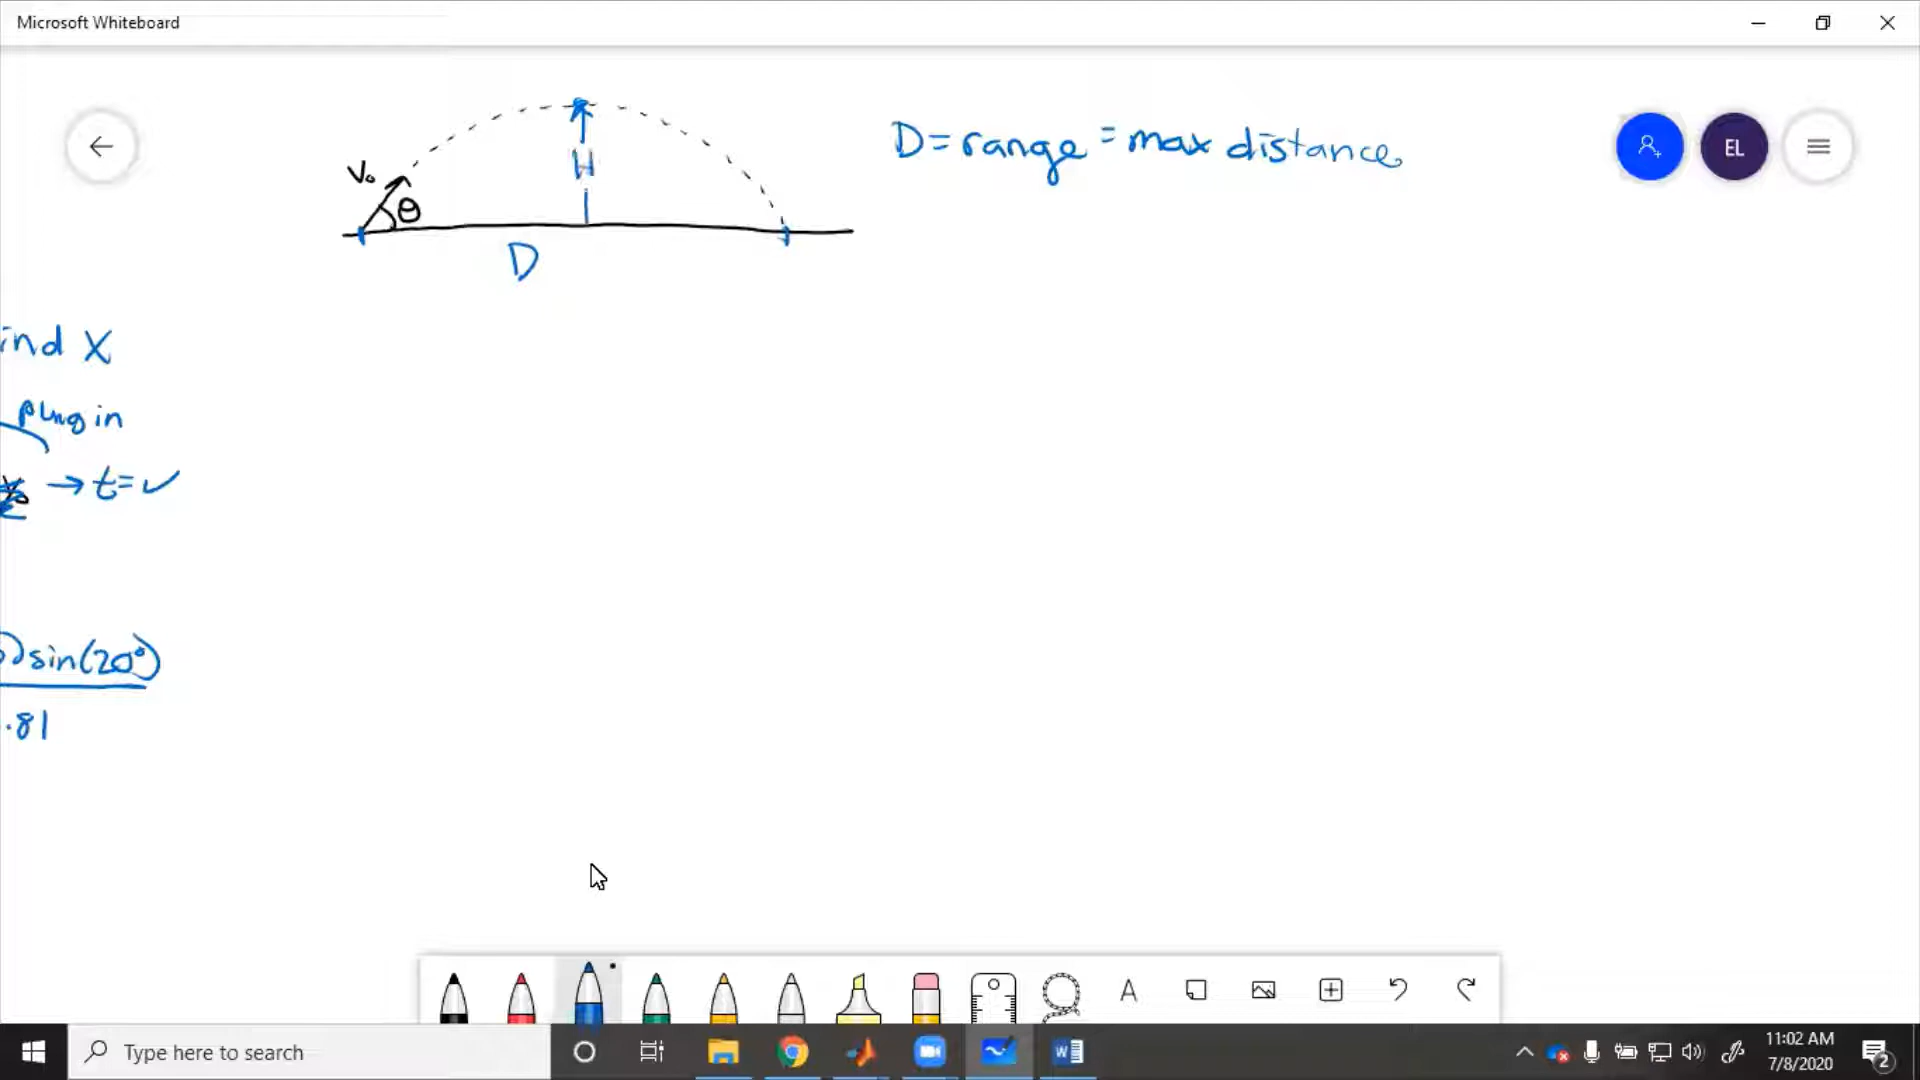 Microsoft Whiteboard
D = range = max distance
H
V₀
θ
D
EL
ind X
plug in
→ t = ✓
sin(20°)
.81
A
Type here to search
11:02 AM
7/8/2020
2